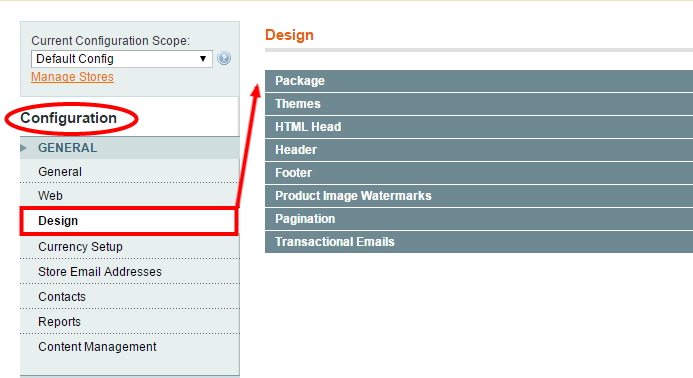 Current Configuration Scope:
Default Config
Manage Stores
Configuration
GENERAL
General
Web
Design
Currency Setup
Store Email Addresses
Contacts
Reports
Content Management
Design
Package
Themes
HTML Head
Header
Footer
Product Image Watermarks
Pagination
Transactional Emails